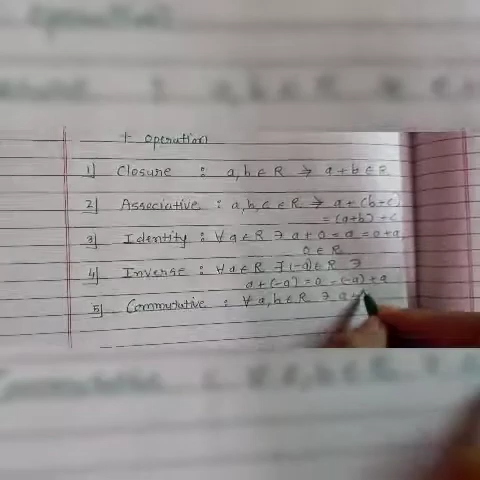 + operation
1] Closure : a, b ∈ R ⇒ a + b ∈ R
2] Associative : a, b, c ∈ R ⇒ a + (b + c)
= (a+b) + c
3] Identity : ∀ a ∈ R ∃ a + 0 = a = 0 + a
0 ∈ R
4] Inverse : ∀ a ∈ R ∃ (-a) ∈ R ∋
a + (-a) = 0 = (-a) + a
5] Commutative : ∀ a, b ∈ R ∋ a +